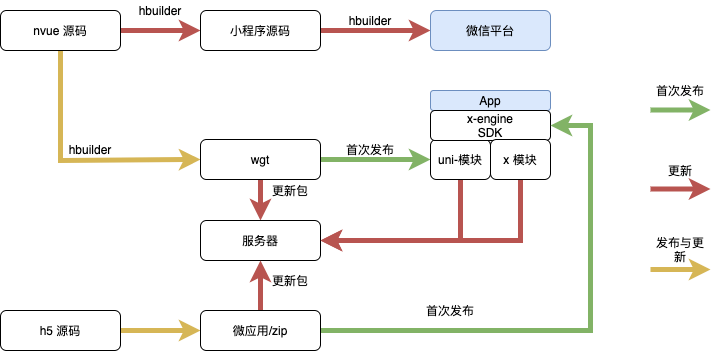 hbuilder
hbuilder
nvue 源码
小程序源码
微信平台
首次发布
App
x-engine
SDK
hbuilder
首次发布
wgt
uni-模块
x 模块
更新
更新包
服务器
发布与更
新
更新包
首次发布
h5 源码
微应用/zip